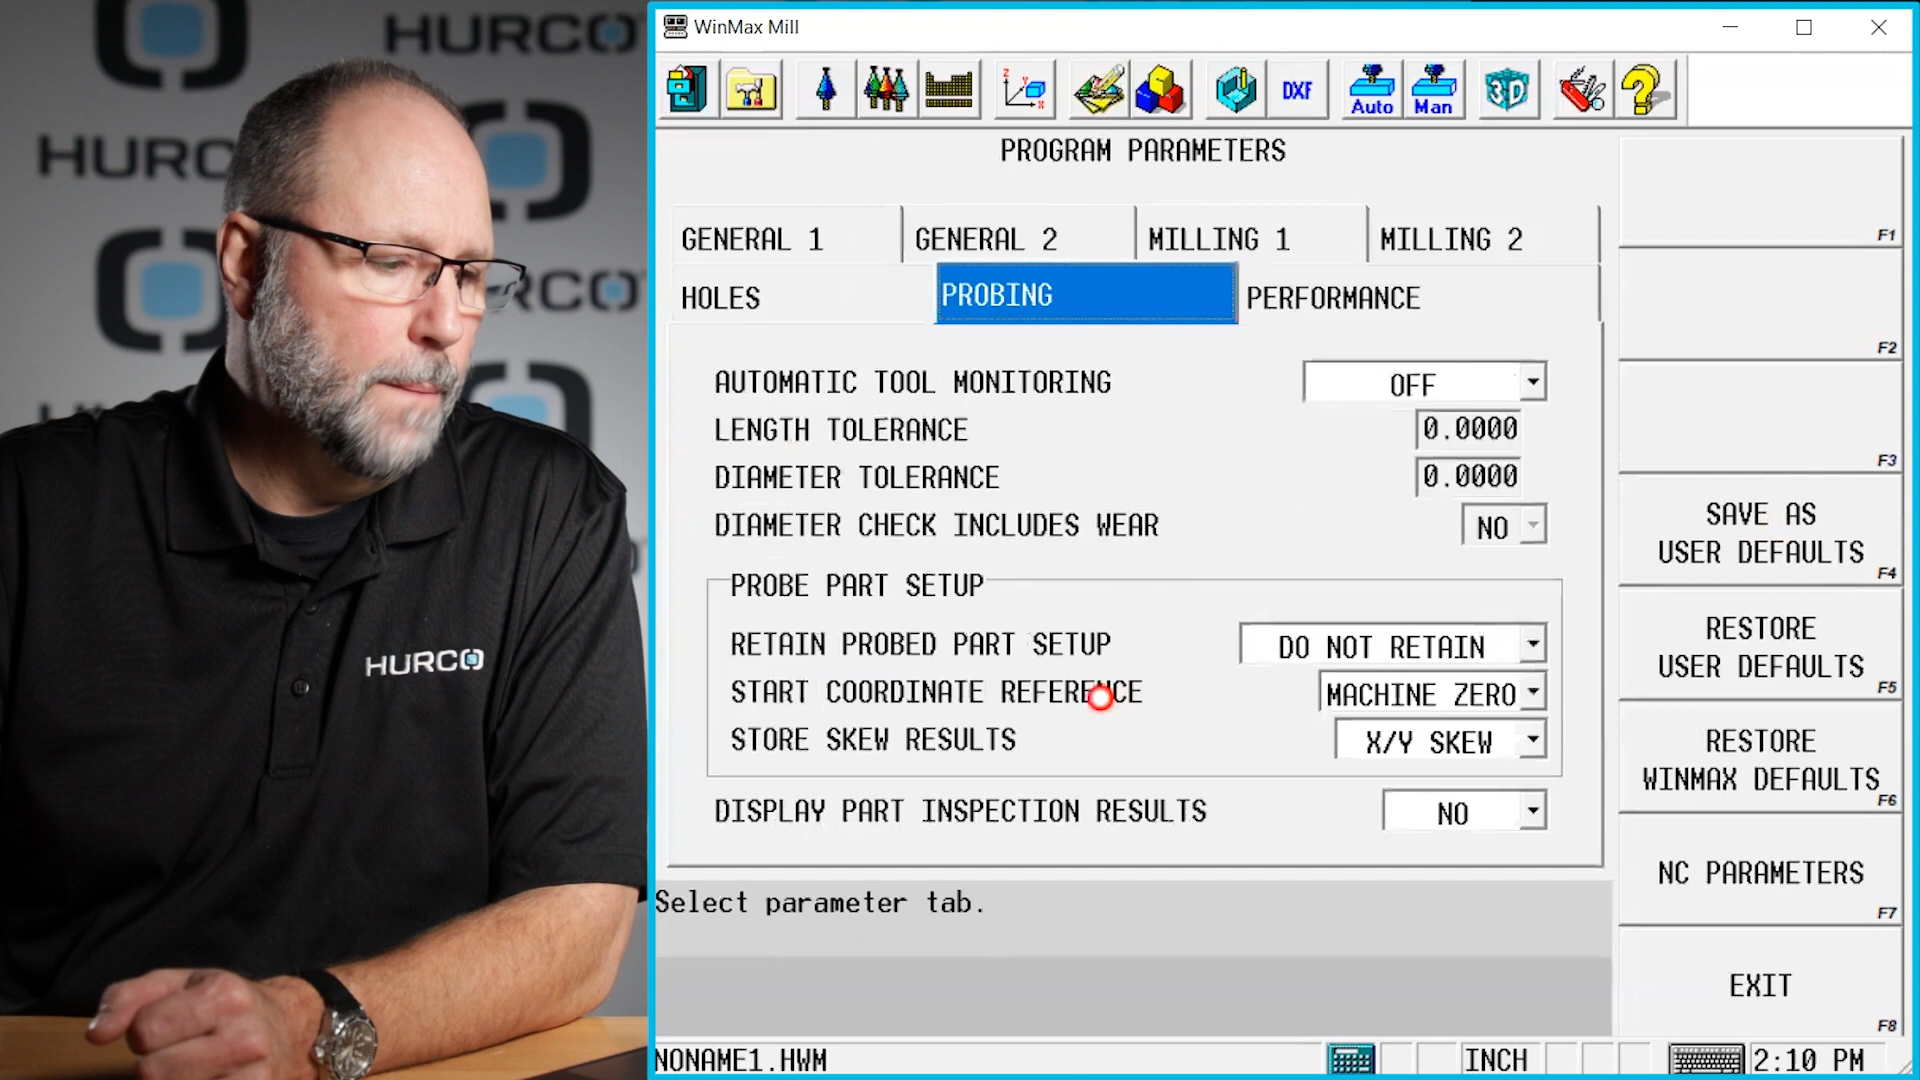 HURCO
HURC
HURCO
WinMax Mill
DXF
Auto
Man
3D
PROGRAM PARAMETERS
GENERAL 1
GENERAL 2
MILLING 1
MILLING 2
HOLES
PROBING
PERFORMANCE
AUTOMATIC TOOL MONITORING
OFF
LENGTH TOLERANCE
0.0000
DIAMETER TOLERANCE
0.0000
DIAMETER CHECK INCLUDES WEAR
NO
PROBE PART SETUP
RETAIN PROBED PART SETUP
DO NOT RETAIN
START COORDINATE REFERENCE
MACHINE ZERO
STORE SKEW RESULTS
X/Y SKEW
DISPLAY PART INSPECTION RESULTS
NO
F1
F2
F3
SAVE AS
USER DEFAULTS
F4
RESTORE
USER DEFAULTS
F5
RESTORE
WINMAX DEFAULTS
F6
NC PARAMETERS
F7
EXIT
F8
Select parameter tab.
NONAME1.HWM
INCH
2:10 PM